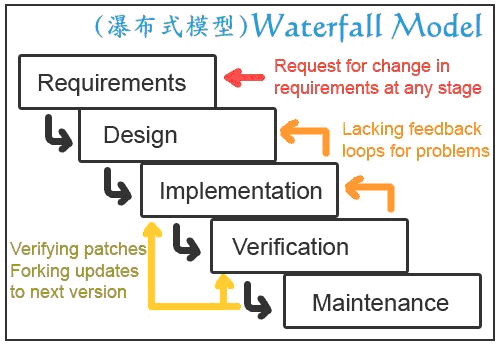 (瀑布式模型)Waterfall Model
Requirements
Request for change in
requirements at any stage
Design
Lacking feedback
loops for problems
Implementation
Verification
Verifying patches
Forking updates
to next version
Maintenance